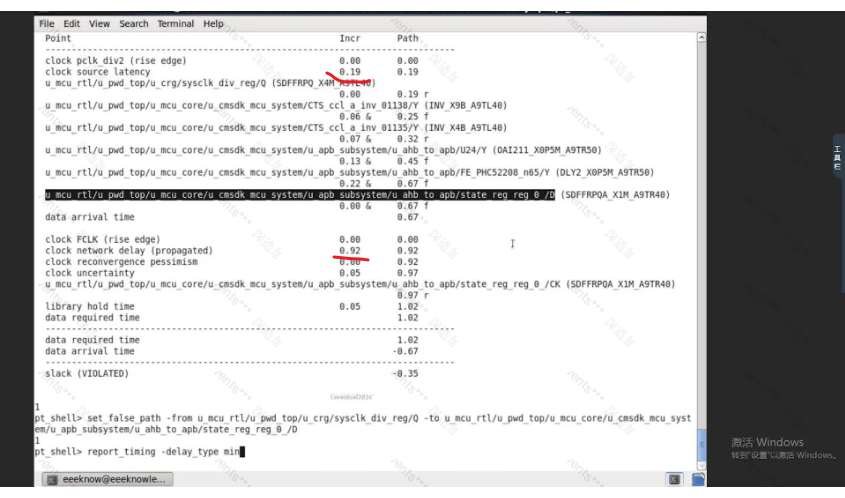 File Edit View Search Terminal Help
Point Incr Path
clock pclk_div2 (rise edge) 0.00 0.00
clock source latency 0.19 0.19
u_mcu_rtl/u_pwd_top/u_crg/sysclk_div_reg/Q (SDFFRPQ_X4M_A9TL40)
0.00 0.19 r
u_mcu_rtl/u_pwd_top/u_mcu_core/u_cmsdk_mcu_system/CTS_ccl_a_inv_01138/Y (INV_X9B_A9TL40)
0.06 & 0.25 f
u_mcu_rtl/u_pwd_top/u_mcu_core/u_cmsdk_mcu_system/CTS_ccl_a_inv_01135/Y (INV_X4B_A9TL40)
0.07 & 0.32 r
u_mcu_rtl/u_pwd_top/u_mcu_core/u_cmsdk_mcu_system/u_apb_subsystem/u_ahb_to_apb/U24/Y (OAI211_X0P5M_A9TR50)
0.13 & 0.45 f
u_mcu_rtl/u_pwd_top/u_mcu_core/u_cmsdk_mcu_system/u_apb_subsystem/u_ahb_to_apb/FE_PHC52208_n65/Y (DLY2_X0P5M_A9TR50)
0.22 & 0.67 f
u_mcu_rtl/u_pwd_top/u_mcu_core/u_cmsdk_mcu_system/u_apb_subsystem/u_ahb_to_apb/state_reg_reg_0_/D (SDFFRPQA_X1M_A9TR40)
0.00 & 0.67 f
data arrival time 0.67
clock FCLK (rise edge) 0.00 0.00
clock network delay (propagated) 0.92 0.92
clock reconvergence pessimism 0.00 0.92
clock uncertainty 0.05 0.97
u_mcu_rtl/u_pwd_top/u_mcu_core/u_cmsdk_mcu_system/u_apb_subsystem/u_ahb_to_apb/state_reg_reg_0_/CK (SDFFRPQA_X1M_A9TR40)
0.97 r
library hold time 0.05 1.02
data required time 1.02
data required time 1.02
data arrival time -0.67
slack (VIOLATED) -0.35
1
pt_shell> set_false_path -from u_mcu_rtl/u_pwd_top/u_crg/sysclk_div_reg/Q -to u_mcu_rtl/u_pwd_top/u_mcu_core/u_cmsdk_mcu_syst
em/u_apb_subsystem/u_ahb_to_apb/state_reg_reg_0_/D
1
pt_shell> report_timing -delay_type min
eeeknow@eeeknowle...
工具栏
激活 Windows
转到"设置"以激活 Windows。